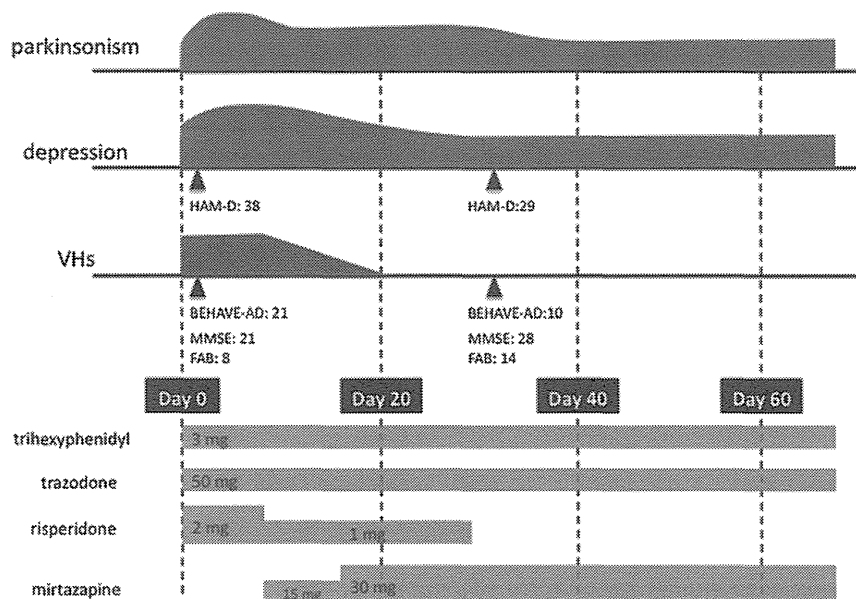 parkinsonism
depression
HAM-D: 38
HAM-D:29
VHs
BEHAVE-AD: 21
MMSE: 21
FAB: 8
BEHAVE-AD:10
MMSE: 28
FAB: 14
Day 0
Day 20
Day 40
Day 60
trihexyphenidyl
3 mg
trazodone
50 mg
risperidone
2 mg
1 mg
mirtazapine
15 mg
30 mg